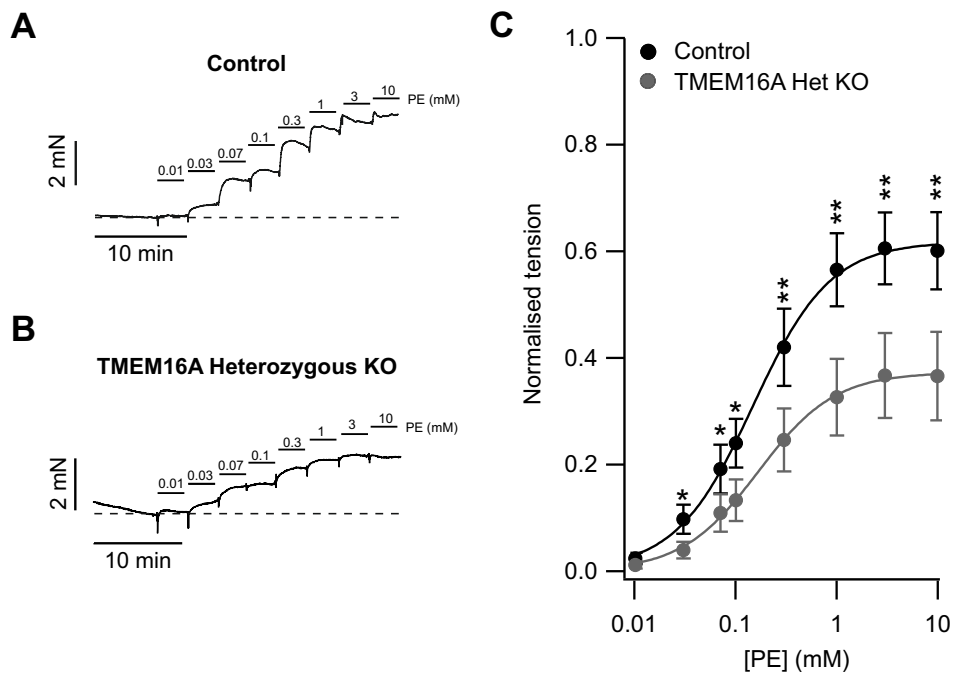 A
Control
0.01
0.03
0.07
0.1
0.3
1
3
10
PE (mM)
2 mN
10 min
B
TMEM16A Heterozygous KO
0.01
0.03
0.07
0.1
0.3
1
3
10
PE (mM)
2 mN
10 min
C
Control
TMEM16A Het KO
Normalised tension
1.0
0.8
0.6
0.4
0.2
0.0
*
*
*
**
**
**
**
0.01
0.1
1
10
[PE] (mM)